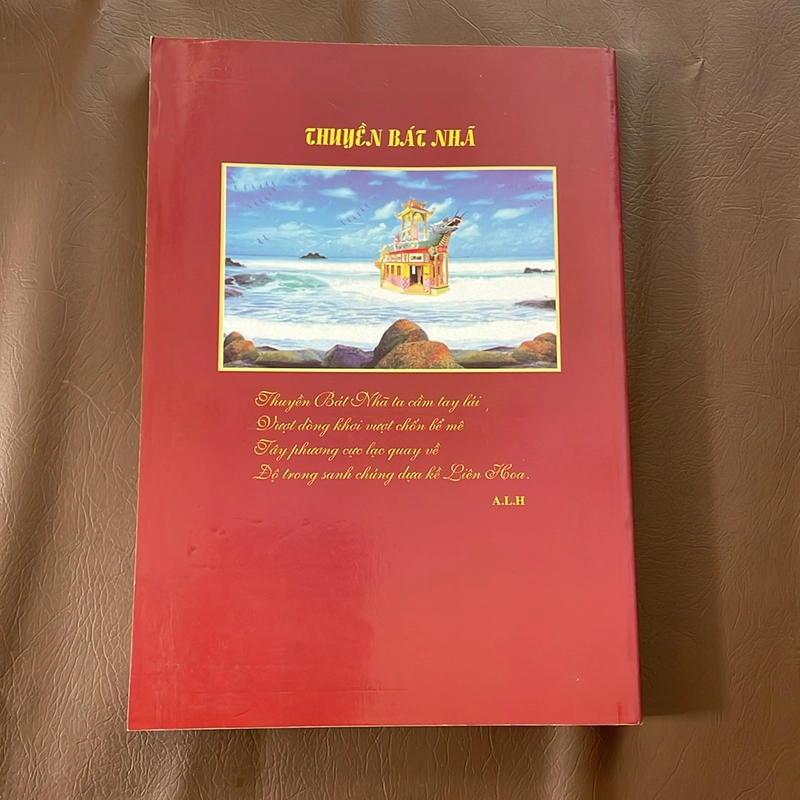 THUYỀN BÁT NHÃ
Thuyền Bát Nhã ta cầm tay lái
Vượt dòng khơi vượt chốn bể mê
Tây phương cực lạc quay về
Độ trong sanh chúng dựa kề Liên Hoa.
A.L.H